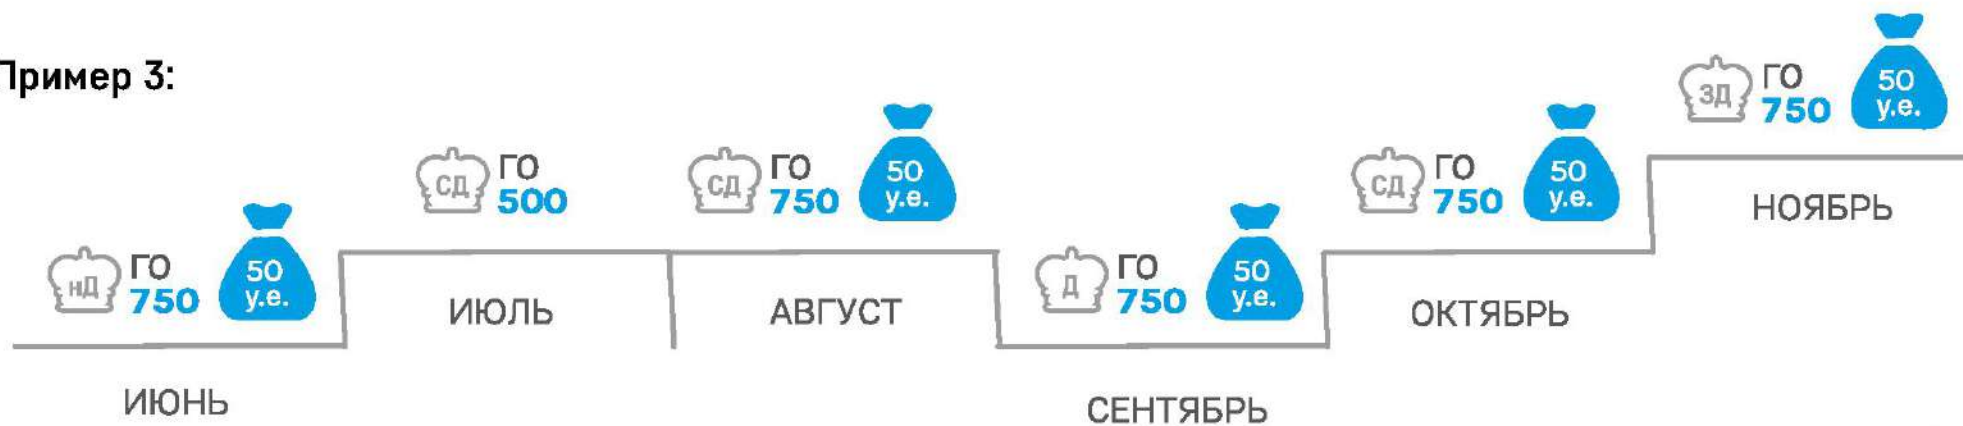 Пример 3:
нД ГО 750 50 у.е.
ИЮНЬ
СД ГО 500
ИЮЛЬ
СД ГО 750 50 у.е.
АВГУСТ
Д ГО 750 50 у.е.
СЕНТЯБРЬ
СД ГО 750 50 у.е.
ОКТЯБРЬ
ЗД ГО 750 50 у.е.
НОЯБРЬ